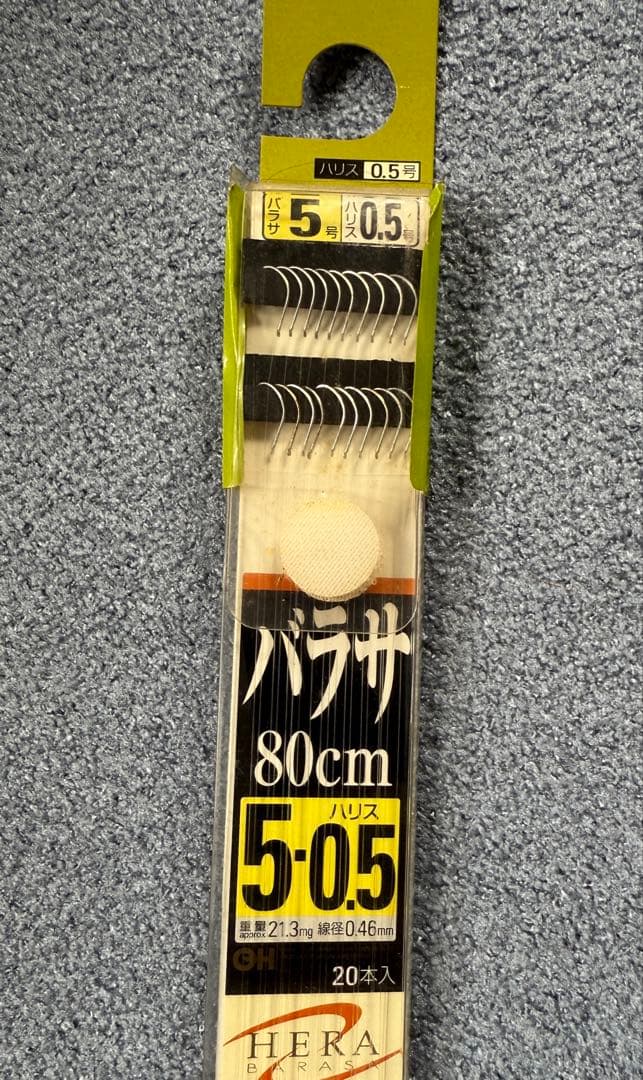 ハリス 0.5号
バラサ 5号 ハリス 0.5号
バラサ
80cm
ハリス
5-0.5
重量 approx. 21.3mg 線径0.46mm
20本入
HERA
BARASA